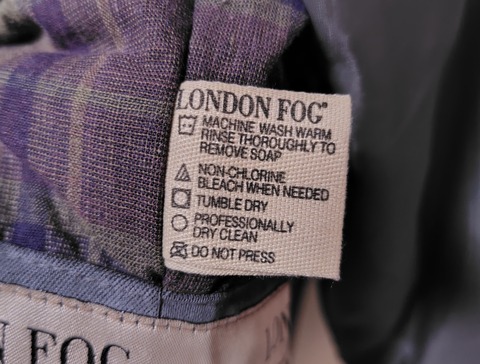 LONDON FOG®
MACHINE WASH WARM
RINSE THOROUGHLY TO
REMOVE SOAP
NON-CHLORINE
BLEACH WHEN NEEDED
TUMBLE DRY
PROFESSIONALLY
DRY CLEAN
DO NOT PRESS
N FOG